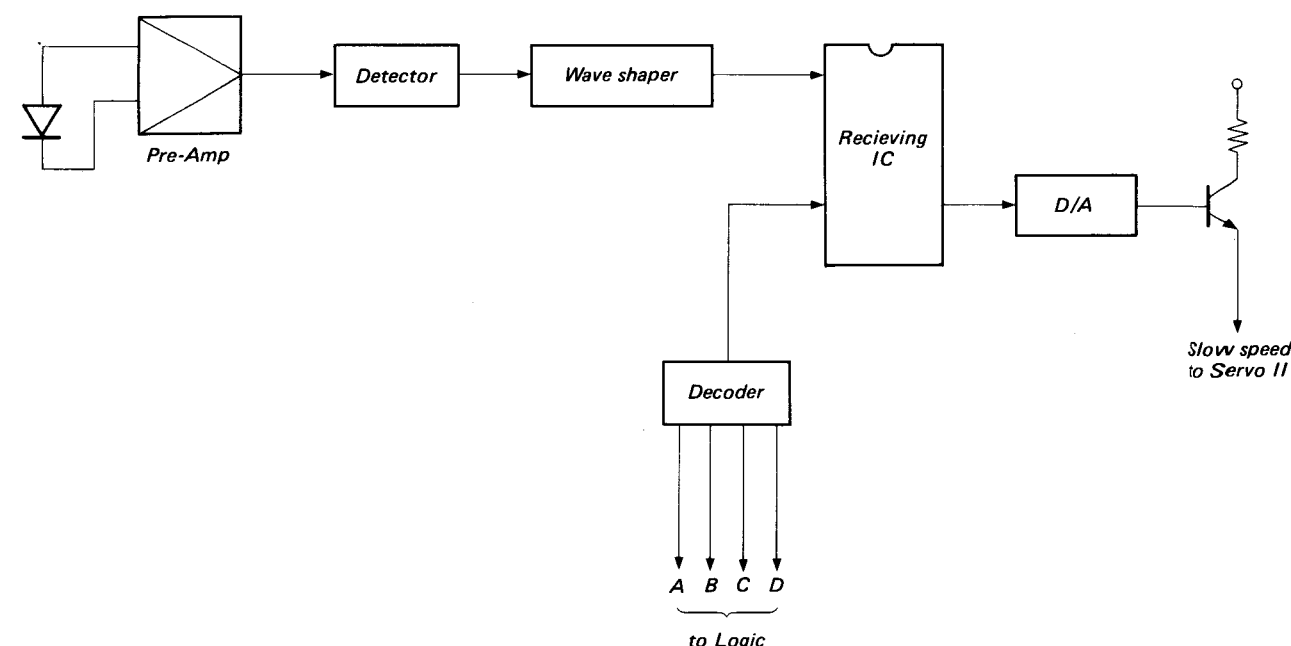 Pre-Amp
Detector
Wave shaper
Recieving
IC
D/A
Slow speed
to Servo II
Decoder
A B C D
to Logic